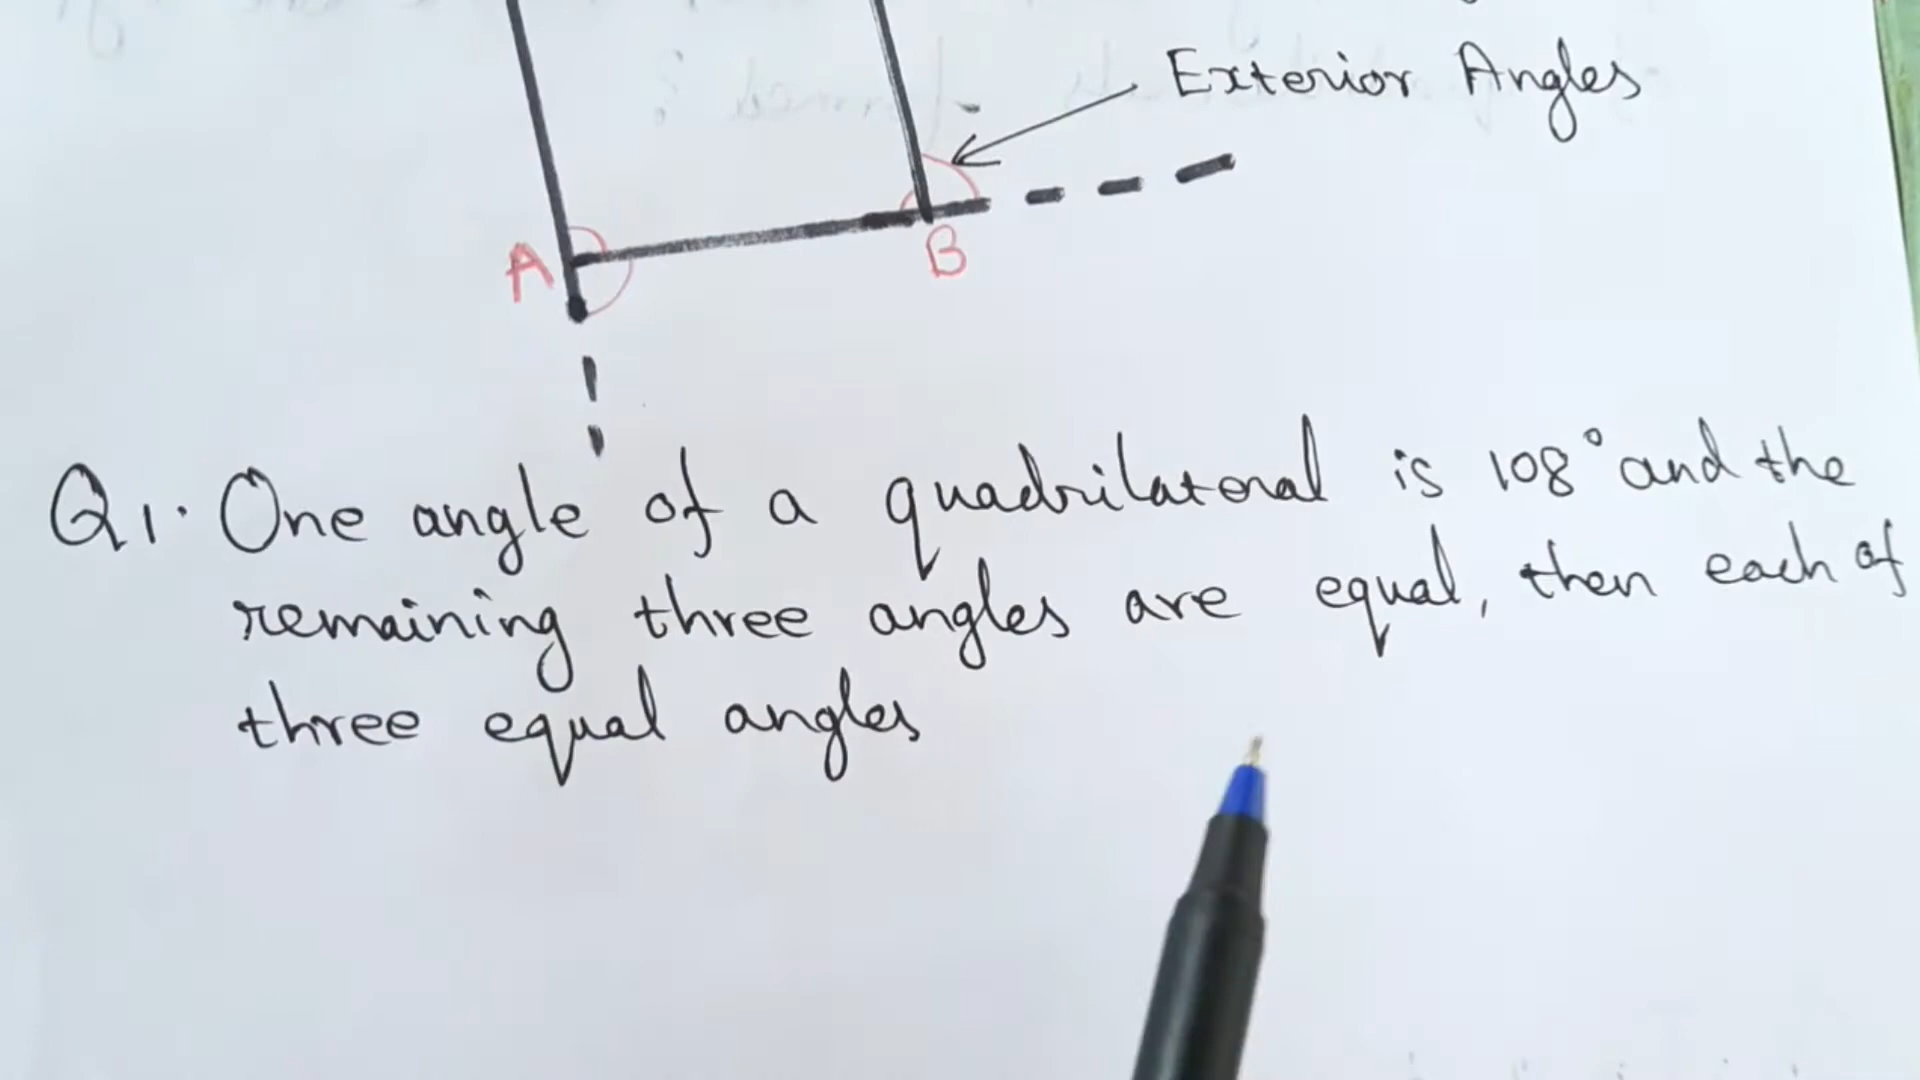 Exterior Angles
A
B
Q1. One angle of a quadrilateral is 108° and the
remaining three angles are equal, then each of
three equal angles